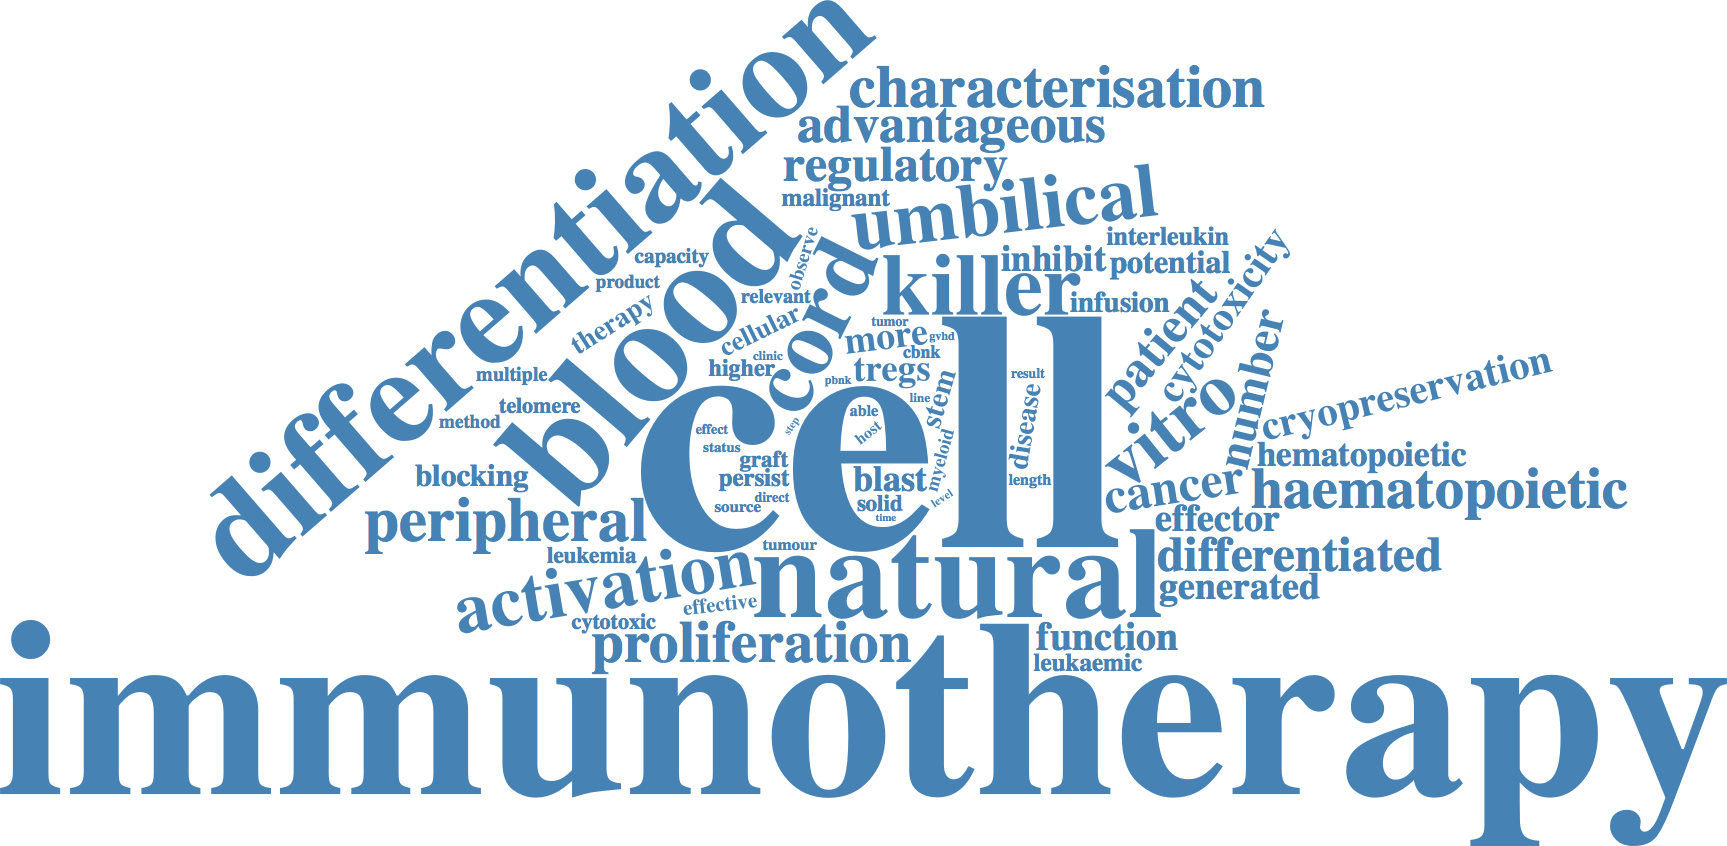 differentiation
characterisation
advantageous
regulatory
malignant
umbilical
blood
cord
observe
capacity
product
therapy
relevant
cellular
clinic
higher
multiple
telomere
method
killer
inhibit
interleukin
potential
infusion
tumor
more
gvhd
cbnk
pbnk
tregs
patient
cytotoxicity
number
vitro
cryopreservation
hematopoietic
haematopoietic
cancer
effector
differentiated
generated
cell
result
line
stem
disease
able
host
step
effect
status
graft
persist
direct
source
blast
myeloid
solid
level
time
length
blocking
peripheral
leukemia
tumour
activation
natural
effective
cytotoxic
proliferation
function
leukaemic
immunotherapy